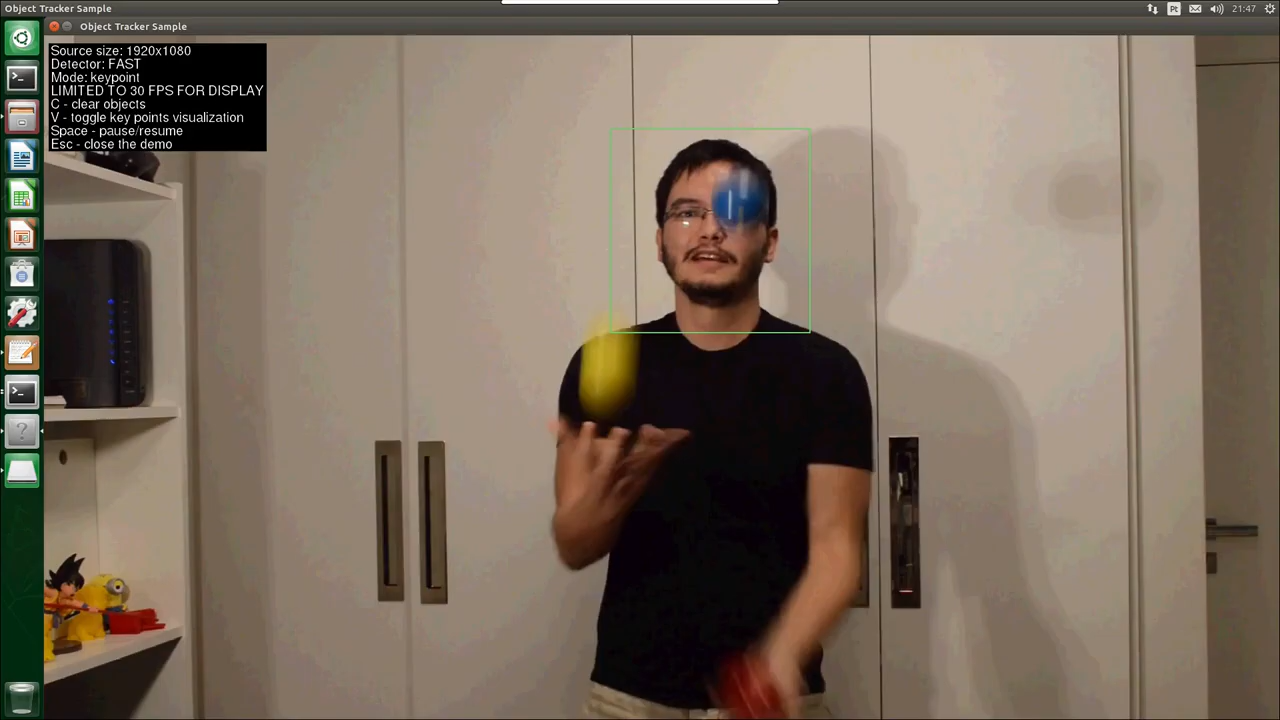 Object Tracker Sample
Pt
21:47
Object Tracker Sample
Source size: 1920x1080
Detector: FAST
Mode: keypoint
LIMITED TO 30 FPS FOR DISPLAY
C - clear objects
V - toggle key points visualization
Space - pause/resume
Esc - close the demo